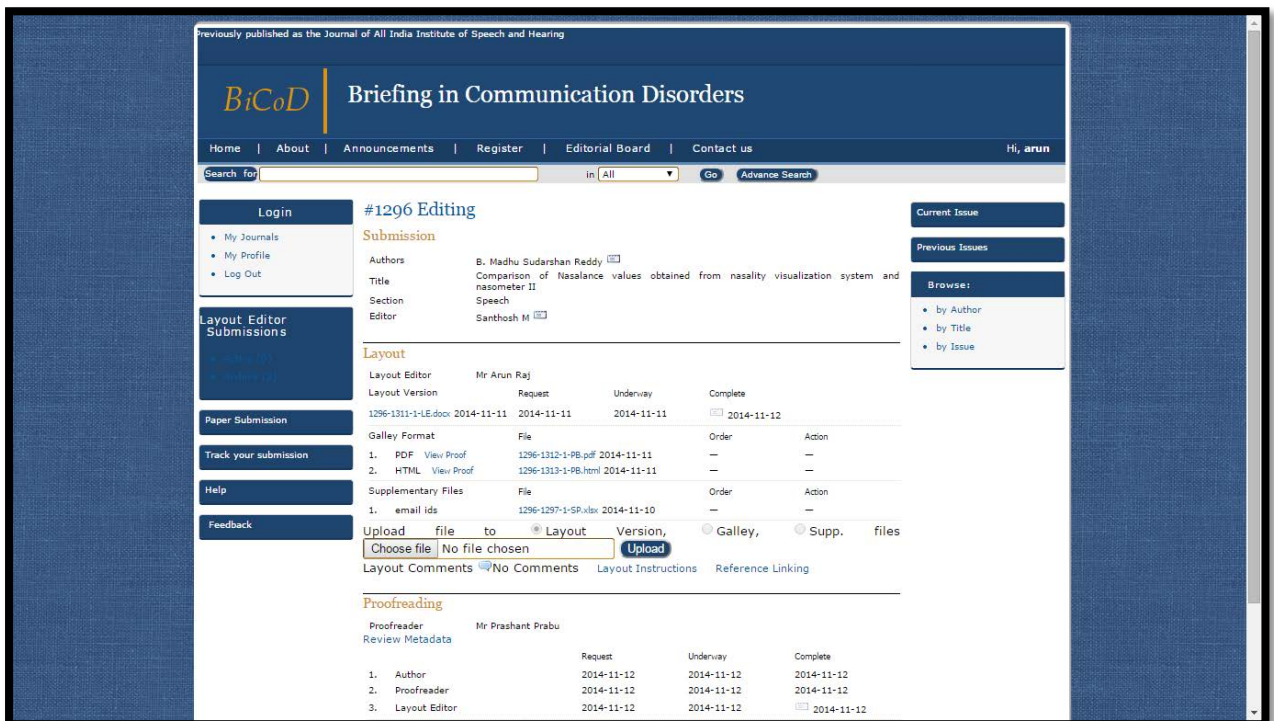 Previously published as the Journal of All India Institute of Speech and Hearing
BiCoD
Briefing in Communication Disorders
Home | About | Announcements | Register | Editorial Board | Contact us Hi, arun
Search for in All Go Advance Search
Login
My Journals
My Profile
Log Out
Layout Editor
Submissions
Paper Submission
Track your submission
Help
Feedback
#1296 Editing
Submission
Authors B. Madhu Sudarshan Reddy
Title Comparison of Nasalance values obtained from nasality visualization system and
nasometer II
Section Speech
Editor Santhosh M
Layout
Layout Editor Mr Arun Raj
Layout Version Request Underway Complete
1296-1311-1-LE.docx 2014-11-11 2014-11-11 2014-11-11 2014-11-12
Galley Format File Order Action
1. PDF View Proof 1296-1312-1-PB.pdf 2014-11-11 — —
2. HTML View Proof 1296-1313-1-PB.html 2014-11-11 — —
Supplementary Files File Order Action
1. email ids 1296-1297-1-SP.xlsx 2014-11-10 — —
Upload file to Layout Version, Galley, Supp. files
Choose file No file chosen Upload
Layout Comments No Comments Layout Instructions Reference Linking
Proofreading
Proofreader Mr Prashant Prabu
Review Metadata
Request Underway Complete
1. Author 2014-11-12 2014-11-12 2014-11-12
2. Proofreader 2014-11-12 2014-11-12 2014-11-12
3. Layout Editor 2014-11-12 2014-11-12 2014-11-12
Current Issue
Previous Issues
Browse:
by Author
by Title
by Issue